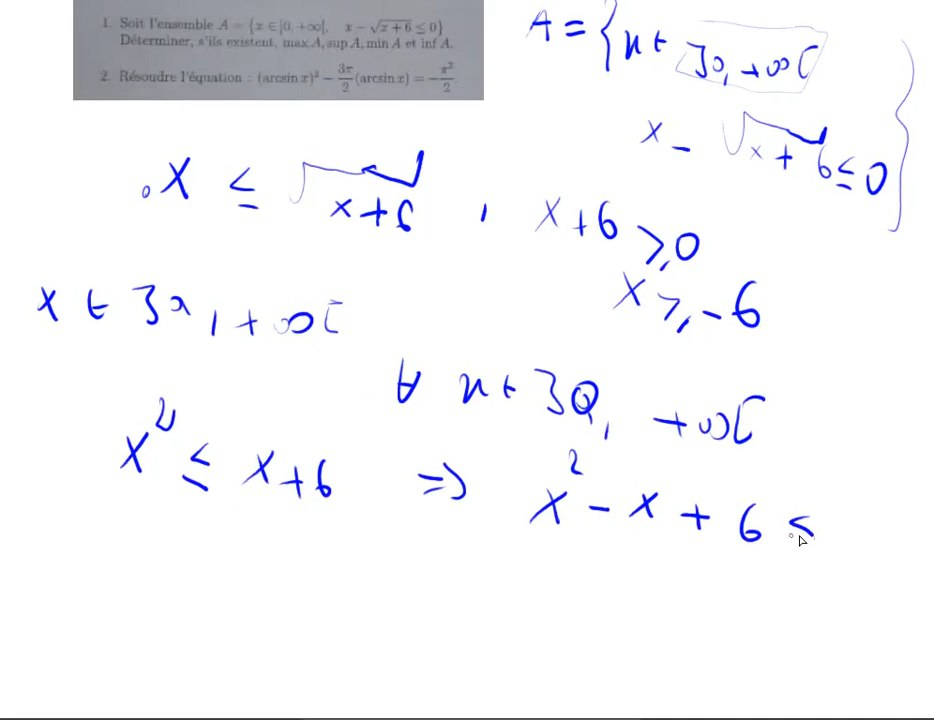 1. Soit l'ensemble A = {x ∈ ]0, +∞[, x − √(x+6) ≤ 0}
Déterminer, s'ils existent, max A, sup A, min A et inf A.
2. Résoudre l'équation : (arcsin x)² − 3π/2 (arcsin x) = −π²/2.
A = { x ∈ ]0, +∞[
x − √(x+6) ≤ 0 }
x ≤ √(x+6) , x+6 ≥ 0
x ≥ −6
x ∈ ]0, +∞[
∀ x ∈ ]0, +∞[
x² ≤ x+6 ⇒ x² − x + 6 ≤